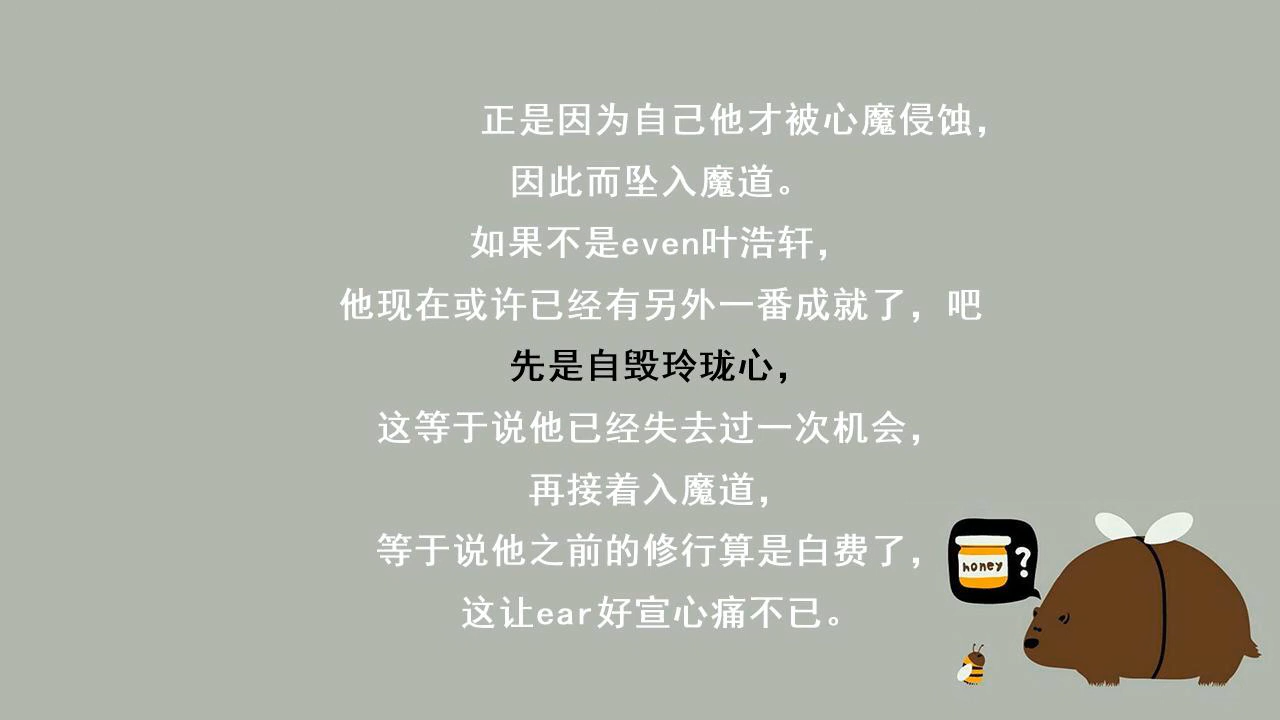 正是因为自己他才被心魔侵蚀，
因此而坠入魔道。
如果不是even叶浩轩，
他现在或许已经有另外一番成就了，吧
先是自毁玲珑心，
这等于说他已经失去过一次机会，
再接着入魔道，
等于说他之前的修行算是白费了，
这让ear好宣心痛不已。
honey ?